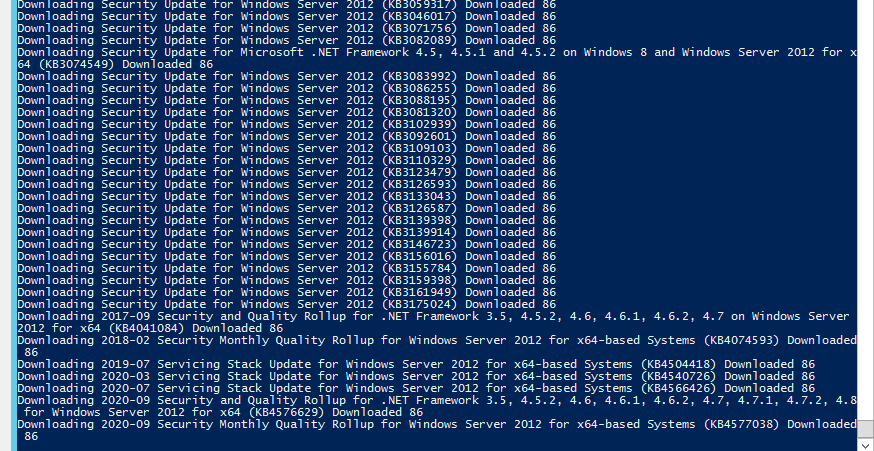 Downloading Security Update for Windows Server 2012 (KB3059317) Downloaded 86
Downloading Security Update for Windows Server 2012 (KB3046017) Downloaded 86
Downloading Security Update for Windows Server 2012 (KB3071756) Downloaded 86
Downloading Security Update for Windows Server 2012 (KB3082089) Downloaded 86
Downloading Security Update for Microsoft .NET Framework 4.5, 4.5.1 and 4.5.2 on Windows 8 and Windows Server 2012 for x
64 (KB3074549) Downloaded 86
Downloading Security Update for Windows Server 2012 (KB3083992) Downloaded 86
Downloading Security Update for Windows Server 2012 (KB3086255) Downloaded 86
Downloading Security Update for Windows Server 2012 (KB3088195) Downloaded 86
Downloading Security Update for Windows Server 2012 (KB3081320) Downloaded 86
Downloading Security Update for Windows Server 2012 (KB3102939) Downloaded 86
Downloading Security Update for Windows Server 2012 (KB3092601) Downloaded 86
Downloading Security Update for Windows Server 2012 (KB3109103) Downloaded 86
Downloading Security Update for Windows Server 2012 (KB3110329) Downloaded 86
Downloading Security Update for Windows Server 2012 (KB3123479) Downloaded 86
Downloading Security Update for Windows Server 2012 (KB3126593) Downloaded 86
Downloading Security Update for Windows Server 2012 (KB3133043) Downloaded 86
Downloading Security Update for Windows Server 2012 (KB3126587) Downloaded 86
Downloading Security Update for Windows Server 2012 (KB3139398) Downloaded 86
Downloading Security Update for Windows Server 2012 (KB3139914) Downloaded 86
Downloading Security Update for Windows Server 2012 (KB3146723) Downloaded 86
Downloading Security Update for Windows Server 2012 (KB3156016) Downloaded 86
Downloading Security Update for Windows Server 2012 (KB3155784) Downloaded 86
Downloading Security Update for Windows Server 2012 (KB3159398) Downloaded 86
Downloading Security Update for Windows Server 2012 (KB3161949) Downloaded 86
Downloading Security Update for Windows Server 2012 (KB3175024) Downloaded 86
Downloading 2017-09 Security and Quality Rollup for .NET Framework 3.5, 4.5.2, 4.6, 4.6.1, 4.6.2, 4.7 on Windows Server
2012 for x64 (KB4041084) Downloaded 86
Downloading 2018-02 Security Monthly Quality Rollup for Windows Server 2012 for x64-based Systems (KB4074593) Downloaded
86
Downloading 2019-07 Servicing Stack Update for Windows Server 2012 for x64-based Systems (KB4504418) Downloaded 86
Downloading 2020-03 Servicing Stack Update for Windows Server 2012 for x64-based Systems (KB4540726) Downloaded 86
Downloading 2020-07 Servicing Stack Update for Windows Server 2012 for x64-based Systems (KB4566426) Downloaded 86
Downloading 2020-09 Security and Quality Rollup for .NET Framework 3.5, 4.5.2, 4.6, 4.6.1, 4.6.2, 4.7, 4.7.1, 4.7.2, 4.8
for Windows Server 2012 for x64 (KB4576629) Downloaded 86
Downloading 2020-09 Security Monthly Quality Rollup for Windows Server 2012 for x64-based Systems (KB4577038) Downloaded
86